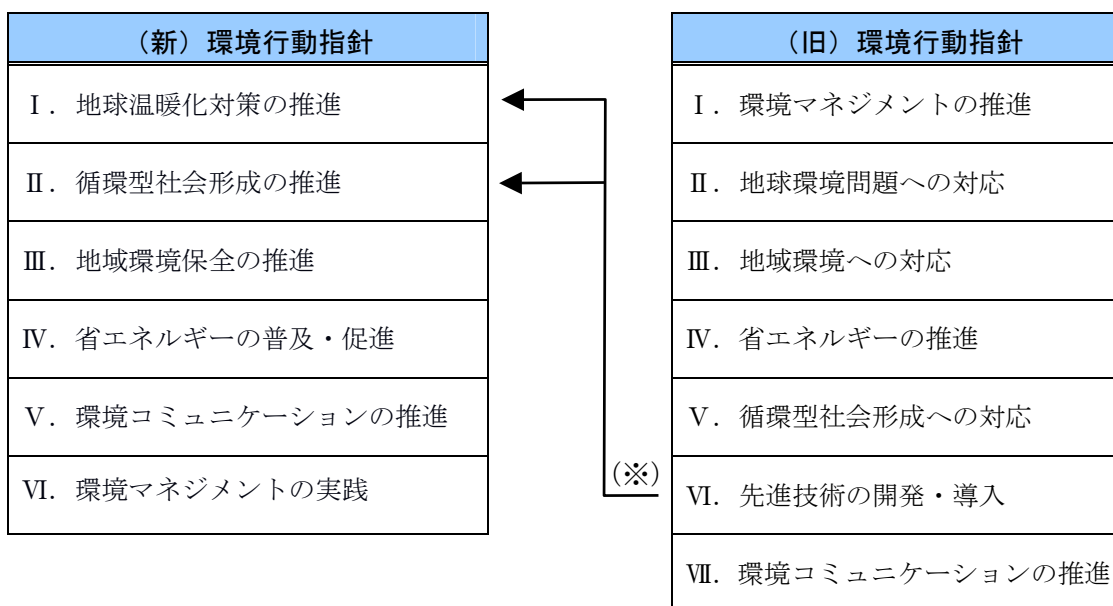 （新）環境行動指針
Ⅰ．地球温暖化対策の推進
Ⅱ．循環型社会形成の推進
Ⅲ．地域環境保全の推進
Ⅳ．省エネルギーの普及・促進
Ⅴ．環境コミュニケーションの推進
Ⅵ．環境マネジメントの実践
(※)
（旧）環境行動指針
Ⅰ．環境マネジメントの推進
Ⅱ．地球環境問題への対応
Ⅲ．地域環境への対応
Ⅳ．省エネルギーの推進
Ⅴ．循環型社会形成への対応
Ⅵ．先進技術の開発・導入
Ⅶ．環境コミュニケーションの推進